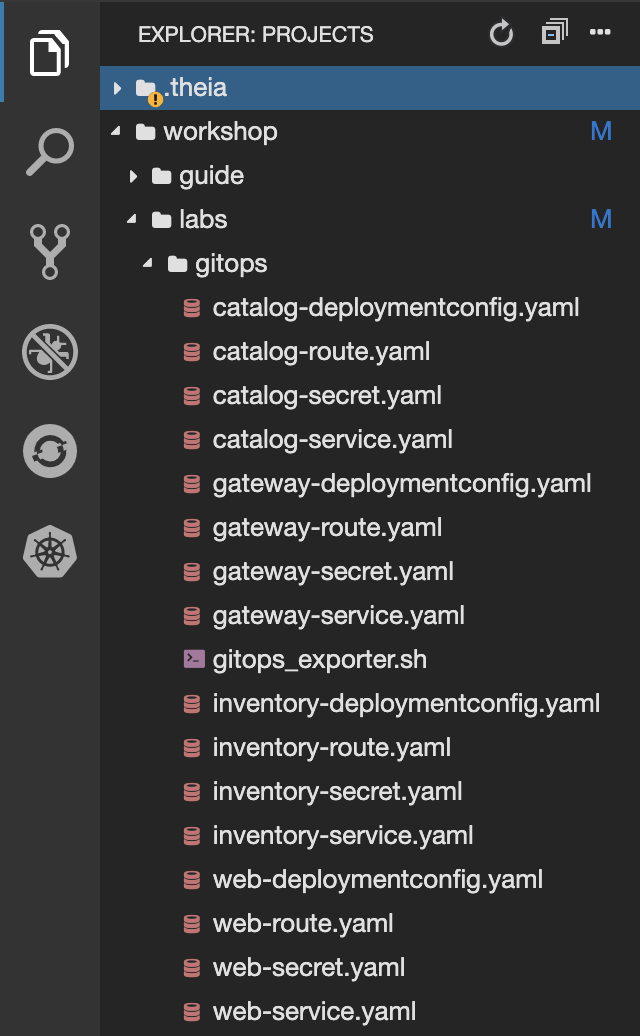 EXPLORER: PROJECTS
.theia
workshop M
guide
labs M
gitops
catalog-deploymentconfig.yaml
catalog-route.yaml
catalog-secret.yaml
catalog-service.yaml
gateway-deploymentconfig.yaml
gateway-route.yaml
gateway-secret.yaml
gateway-service.yaml
gitops_exporter.sh
inventory-deploymentconfig.yaml
inventory-route.yaml
inventory-secret.yaml
inventory-service.yaml
web-deploymentconfig.yaml
web-route.yaml
web-secret.yaml
web-service.yaml